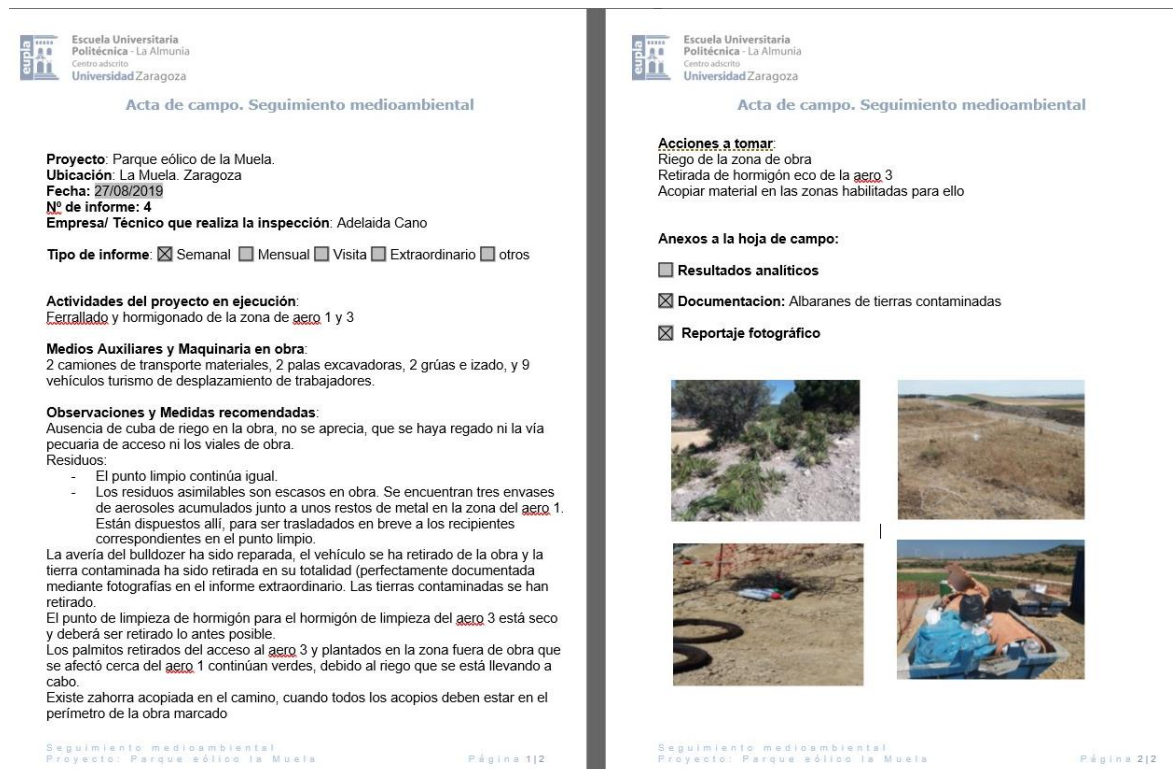 eupla
Escuela Universitaria
Politécnica - La Almunia
Centro adscrito
Universidad Zaragoza
Acta de campo. Seguimiento medioambiental
Proyecto: Parque eólico de la Muela.
Ubicación: La Muela. Zaragoza
Fecha: 27/08/2019
Nº de informe: 4
Empresa/ Técnico que realiza la inspección: Adelaida Cano
Tipo de informe: ☒ Semanal ☐ Mensual ☐ Visita ☐ Extraordinario ☐ otros
Actividades del proyecto en ejecución:
Ferrallado y hormigonado de la zona de aero 1 y 3
Medios Auxiliares y Maquinaria en obra:
2 camiones de transporte materiales, 2 palas excavadoras, 2 grúas e izado, y 9
vehículos turismo de desplazamiento de trabajadores.
Observaciones y Medidas recomendadas:
Ausencia de cuba de riego en la obra, no se aprecia, que se haya regado ni la vía
pecuaria de acceso ni los viales de obra.
Residuos:
- El punto limpio continúa igual.
- Los residuos asimilables son escasos en obra. Se encuentran tres envases
de aerosoles acumulados junto a unos restos de metal en la zona del aero 1.
Están dispuestos allí, para ser trasladados en breve a los recipientes
correspondientes en el punto limpio.
La avería del bulldozer ha sido reparada, el vehículo se ha retirado de la obra y la
tierra contaminada ha sido retirada en su totalidad (perfectamente documentada
mediante fotografías en el informe extraordinario. Las tierras contaminadas se han
retirado.
El punto de limpieza de hormigón para el hormigón de limpieza del aero 3 está seco
y deberá ser retirado lo antes posible.
Los palmitos retirados del acceso al aero 3 y plantados en la zona fuera de obra que
se afectó cerca del aero 1 continúan verdes, debido al riego que se está llevando a
cabo.
Existe zahorra acopiada en el camino, cuando todos los acopios deben estar en el
perímetro de la obra marcado
Seguimiento medioambiental
Proyecto: Parque eólico la Muela Página 1|2
eupla
Escuela Universitaria
Politécnica - La Almunia
Centro adscrito
Universidad Zaragoza
Acta de campo. Seguimiento medioambiental
Acciones a tomar:
Riego de la zona de obra
Retirada de hormigón eco de la aero 3
Acopiar material en las zonas habilitadas para ello
Anexos a la hoja de campo:
☐ Resultados analíticos
☒ Documentacion: Albaranes de tierras contaminadas
☒ Reportaje fotográfico
Seguimiento medioambiental
Proyecto: Parque eólico la Muela Página 2|2